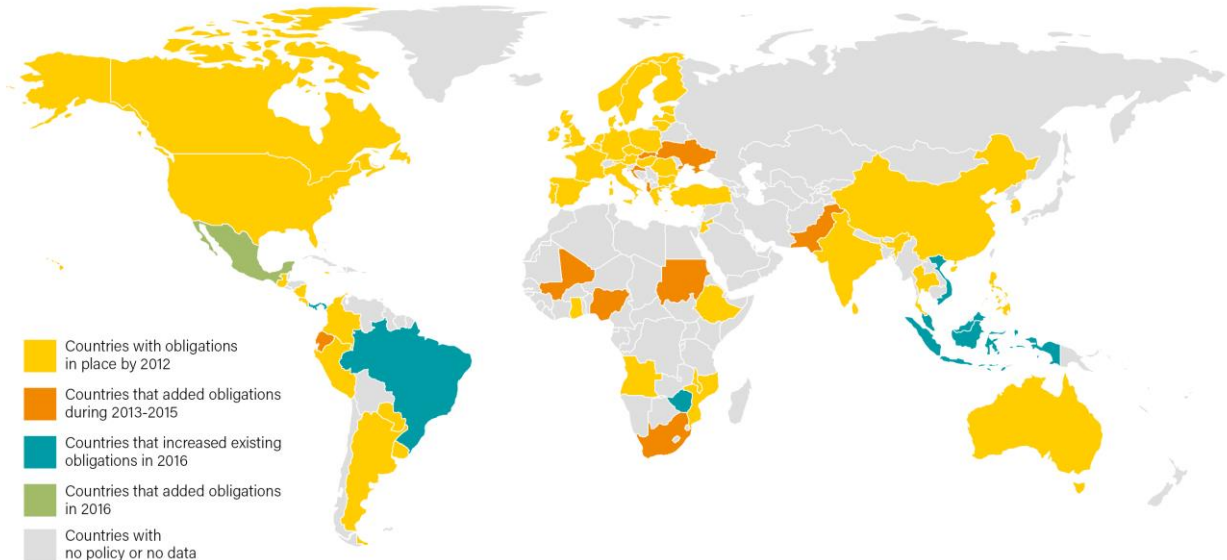 Countries with obligations
in place by 2012
Countries that added obligations
during 2013-2015
Countries that increased existing
obligations in 2016
Countries that added obligations
in 2016
Countries with
no policy or no data